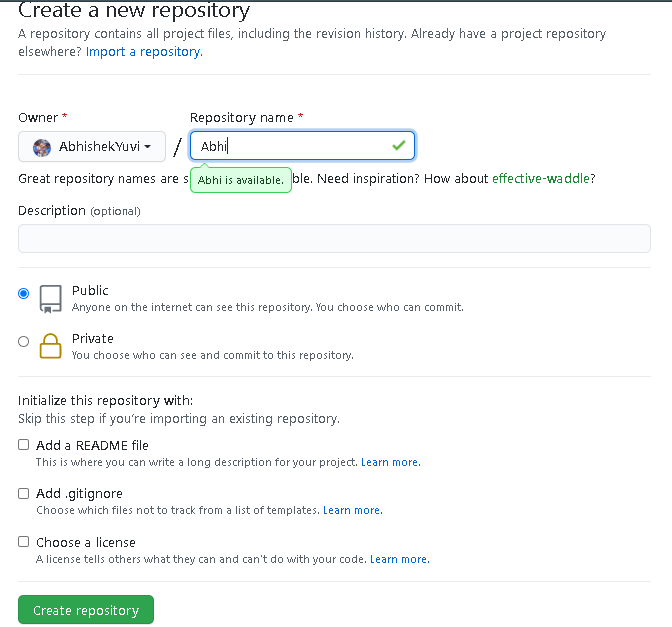 Create a new repository
A repository contains all project files, including the revision history. Already have a project repository
elsewhere? Import a repository.
Owner *
Repository name *
AbhishekYuvi
/
Abhi
Great repository names are s
Abhi is available.
ble. Need inspiration? How about effective-waddle?
Description (optional)
Public
Anyone on the internet can see this repository. You choose who can commit.
Private
You choose who can see and commit to this repository.
Initialize this repository with:
Skip this step if you're importing an existing repository.
Add a README file
This is where you can write a long description for your project. Learn more.
Add .gitignore
Choose which files not to track from a list of templates. Learn more.
Choose a license
A license tells others what they can and can't do with your code. Learn more.
Create repository